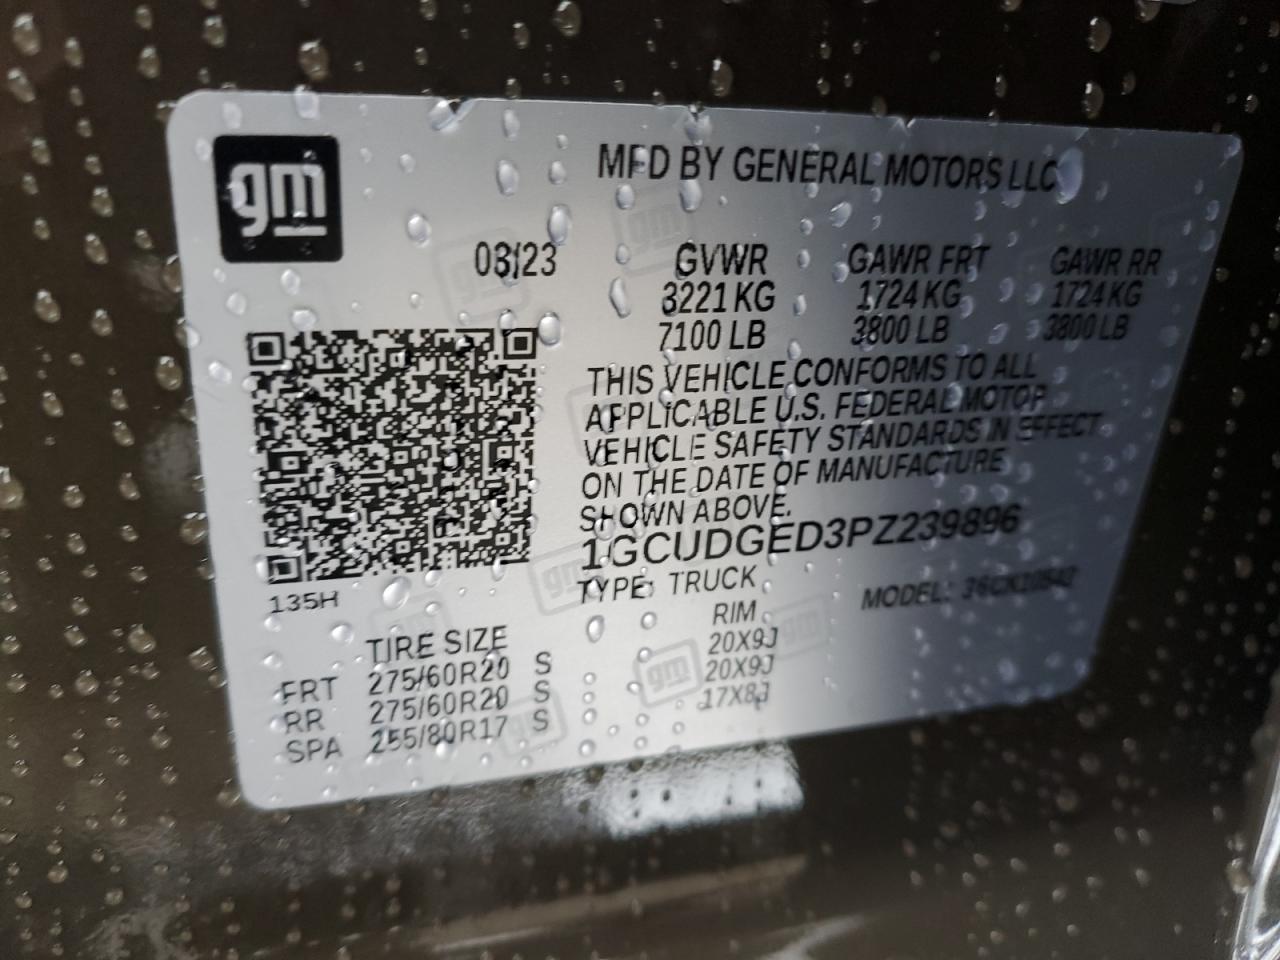 gm
MFD BY GENERAL MOTORS LLC
03/23 GVWR GAWR FRT GAWR RR
3221 KG 1724 KG 1724 KG
7100 LB 3800 LB 3800 LB
THIS VEHICLE CONFORMS TO ALL
APPLICABLE U.S. FEDERAL MOTOR
VEHICLE SAFETY STANDARDS IN EFFECT
ON THE DATE OF MANUFACTURE
SHOWN ABOVE.
1GCUDGED3PZ239896
TYPE: TRUCK MODEL:
135H
TIRE SIZE RIM
FRT 275/60R20 S 20X9J
RR 275/60R20 S 20X9J
SPA 255/80R17 S 17X8J